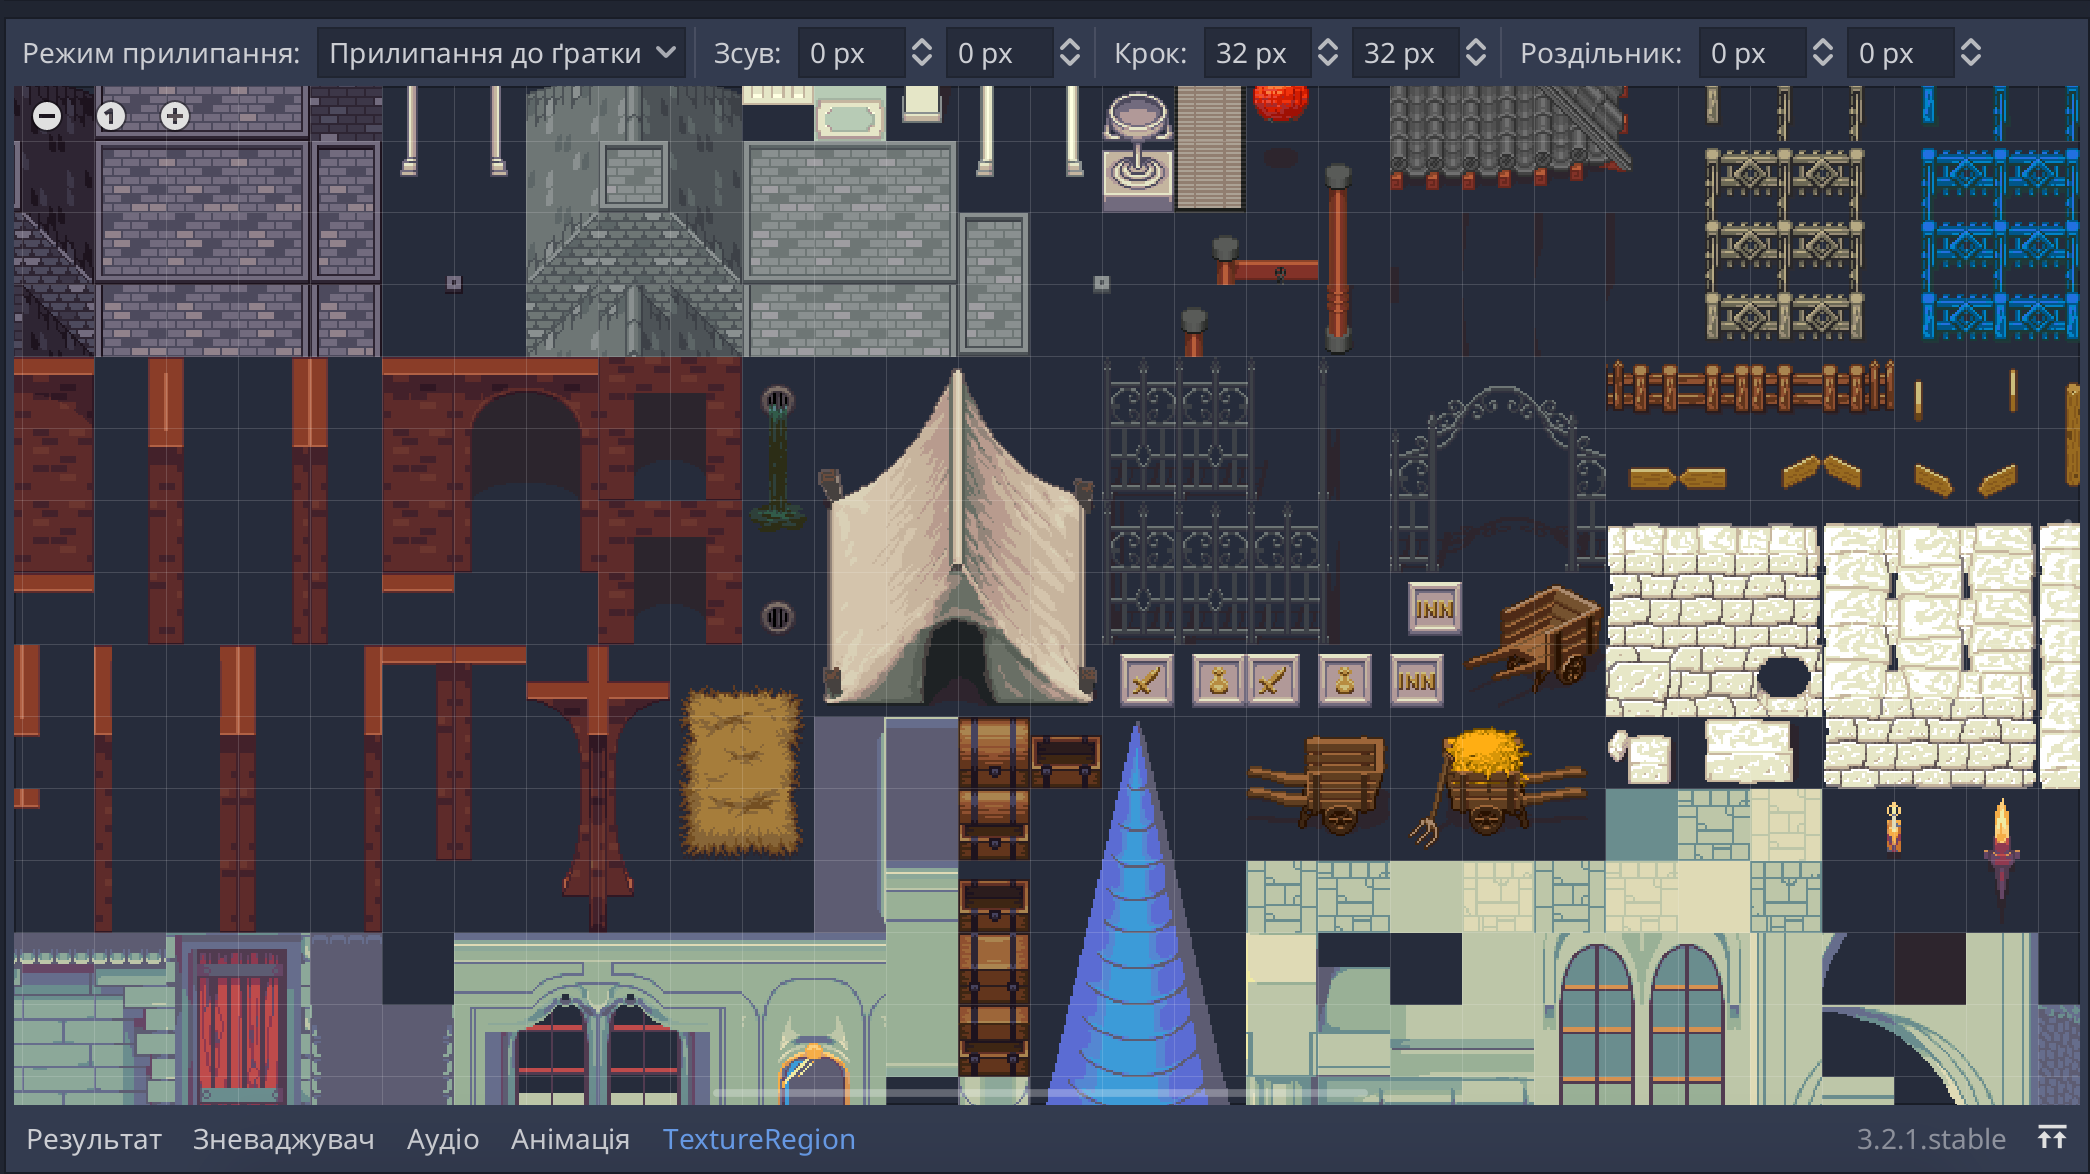 Режим прилипання: Прилипання до ґратки Зсув: 0 px 0 px Крок: 32 px 32 px Роздільник: 0 px 0 px
1
INN
INN
Результат Зневаджувач Аудіо Анімація TextureRegion 3.2.1.stable